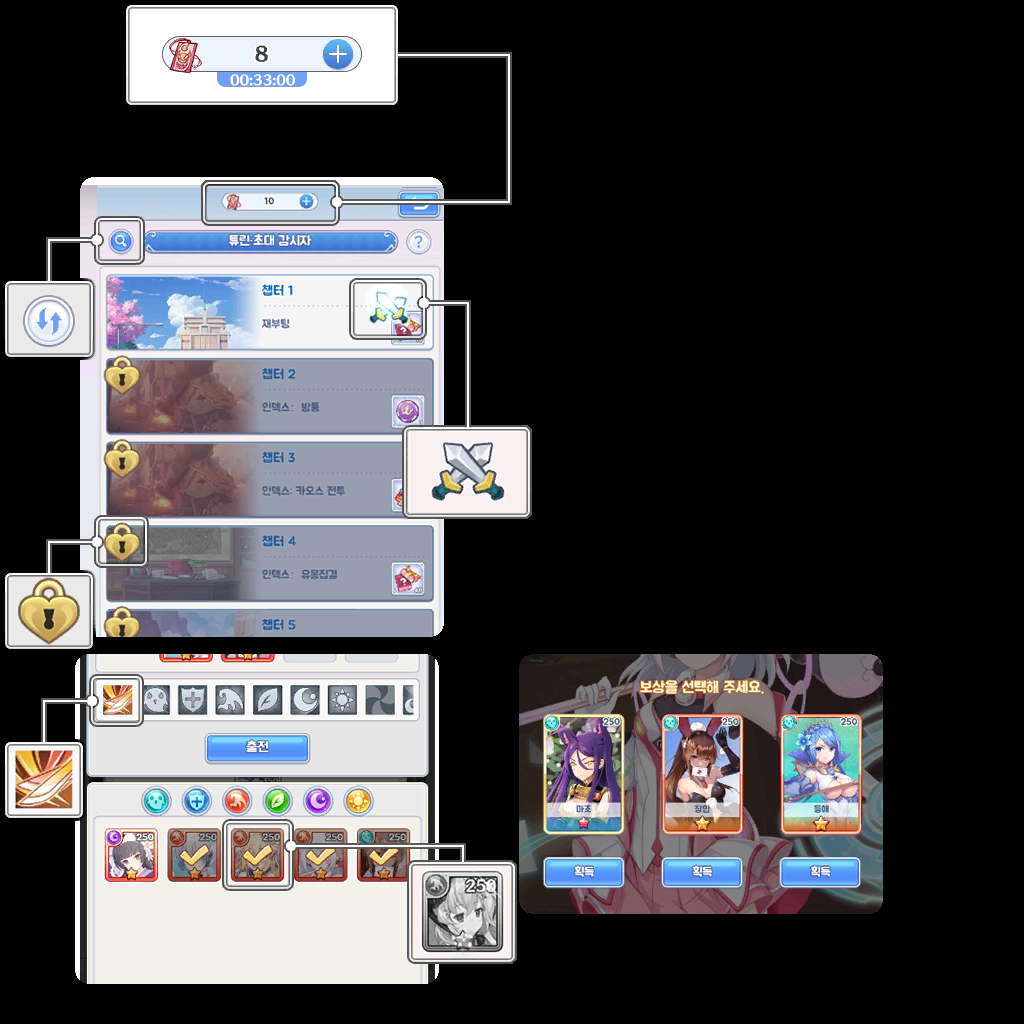 8
00:33:00
10
튜린·초대 감시자
?
챕터 1
재부팅
챕터 2
인덱스: 방통
챕터 3
인덱스: 카오스 전투
챕터 4
인덱스: 유몽집결
챕터 5
출전
250
250
250
250
250
250
보상을 선택해 주세요.
250
250
250
마초
장합
등애
획득
획득
획득